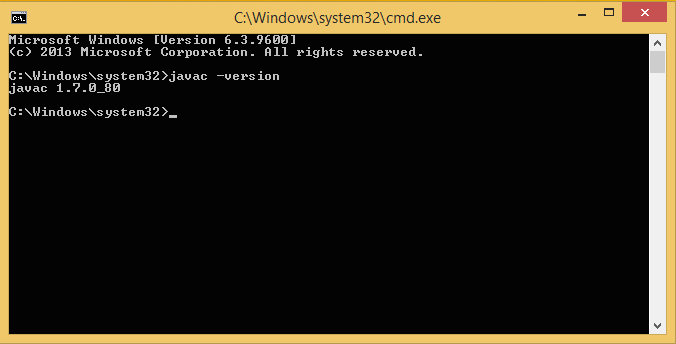 C:\Windows\system32\cmd.exe
Microsoft Windows [Version 6.3.9600]
(c) 2013 Microsoft Corporation. All rights reserved.
C:\Windows\system32>javac -version
javac 1.7.0_80
C:\Windows\system32>_